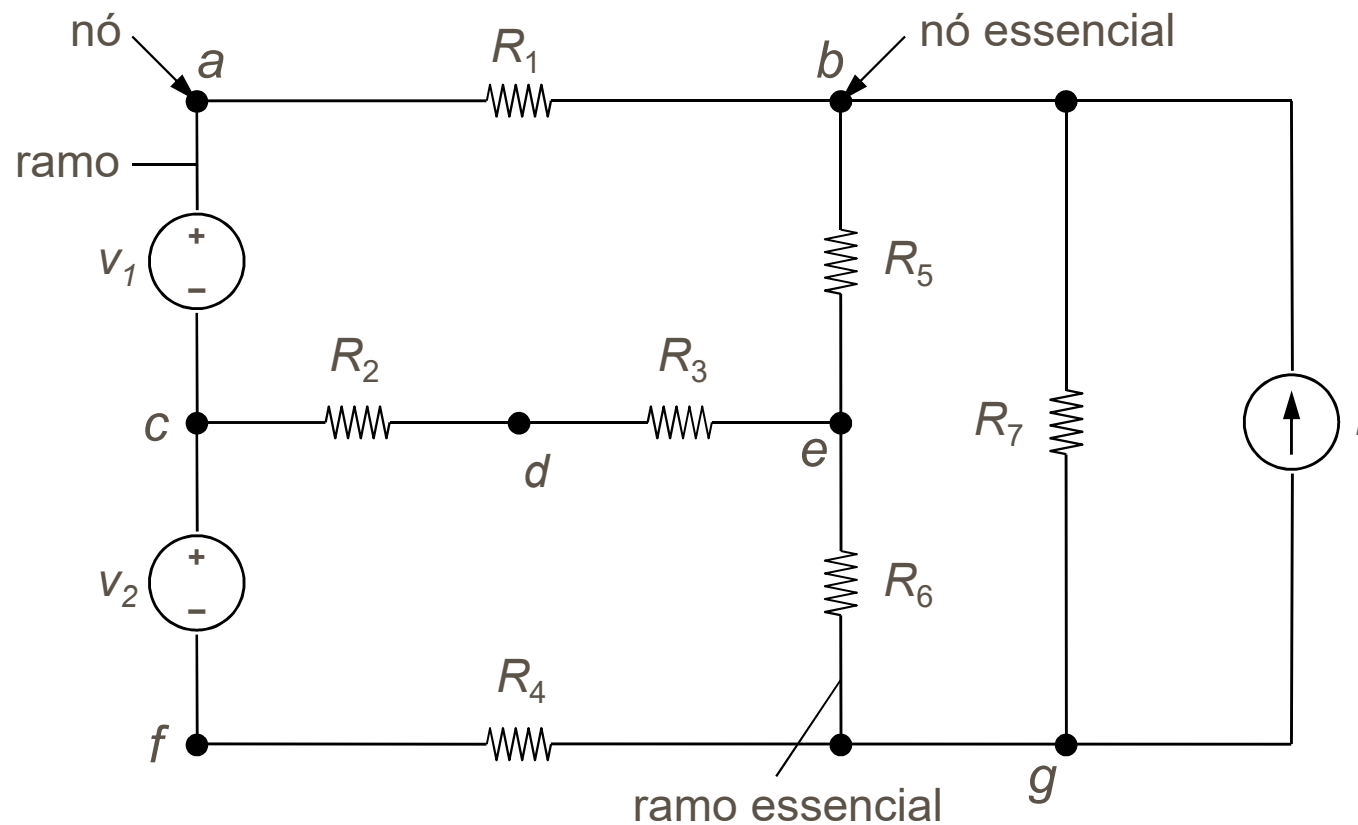 nó
a
R1
b
nó essencial
ramo
+
v1
−
R5
R2
R3
c
d
e
R7
+
v2
−
R6
R4
f
g
ramo essencial